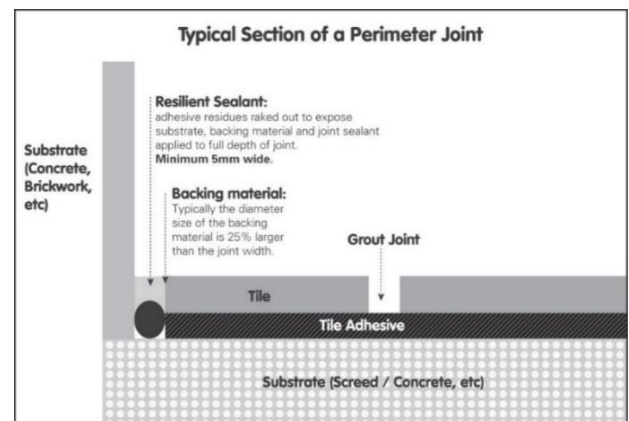 Typical Section of a Perimeter Joint
Resilient Sealant:
adhesive residues raked out to expose
substrate, backing material and joint sealant
applied to full depth of joint.
Minimum 5mm wide.
Substrate
(Concrete,
Brickwork,
etc)
Backing material:
Typically the diameter
size of the backing
material is 25% larger
than the joint width.
Grout Joint
Tile
Tile Adhesive
Substrate (Screed / Concrete, etc)